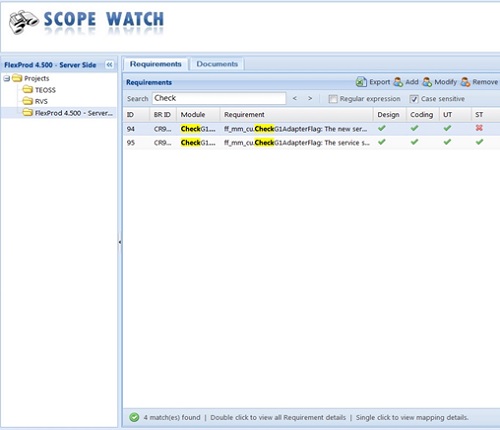 SCOPE WATCH
FlexProd 4.500 - Server Side
Projects
TEOSS
RVS
FlexProd 4.500 - Server...
Requirements Documents
Requirements Export Add Modify Remove
Search Check < > Regular expression Case sensitive
ID BR ID Module Requirement Design Coding UT ST
94 CR9... CheckG1... ff_mm_cu.CheckG1AdapterFlag: The new ser...
95 CR9... CheckG1... ff_mm_cu.CheckG1AdapterFlag: The service s...
4 match(es) found | Double click to view all Requirement details | Single click to view mapping details.